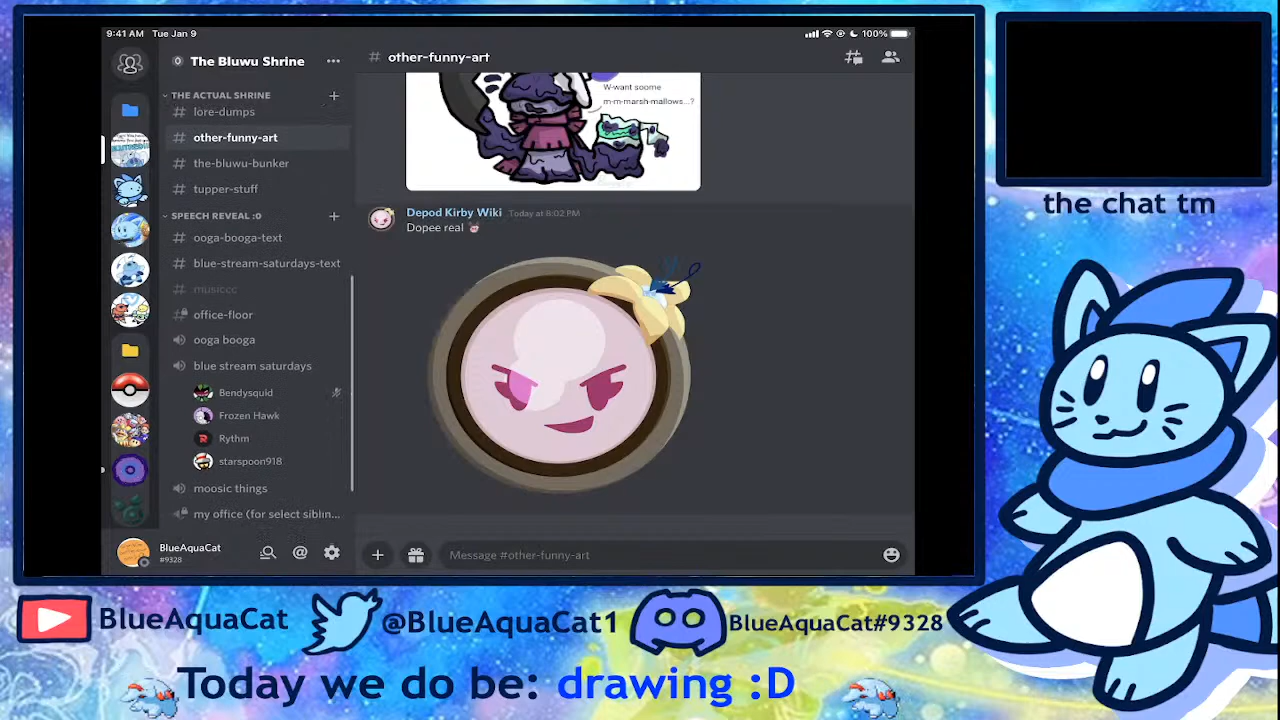 9:41 AM Tue Jan 9
100%
The Bluwu Shrine
# other-funny-art
THE ACTUAL SHRINE
# lore-dumps
# other-funny-art
# the-bluwu-bunker
# tupper-stuff
SPEECH REVEAL :0
# ooga-booga-text
# blue-stream-saturdays-text
# musiccc
# office-floor
ooga booga
blue stream saturdays
Bendysquid
Frozen Hawk
Rythm
starspoon918
moosic things
my office (for select siblin...
BlueAquaCat
#9328
W-want soome
m-m-marsh-mallows...?
Depod Kirby Wiki Today at 8:02 PM
Dopee real
Message #other-funny-art
the chat tm
BlueAquaCat
@BlueAquaCat1
BlueAquaCat#9328
Today we do be: drawing :D